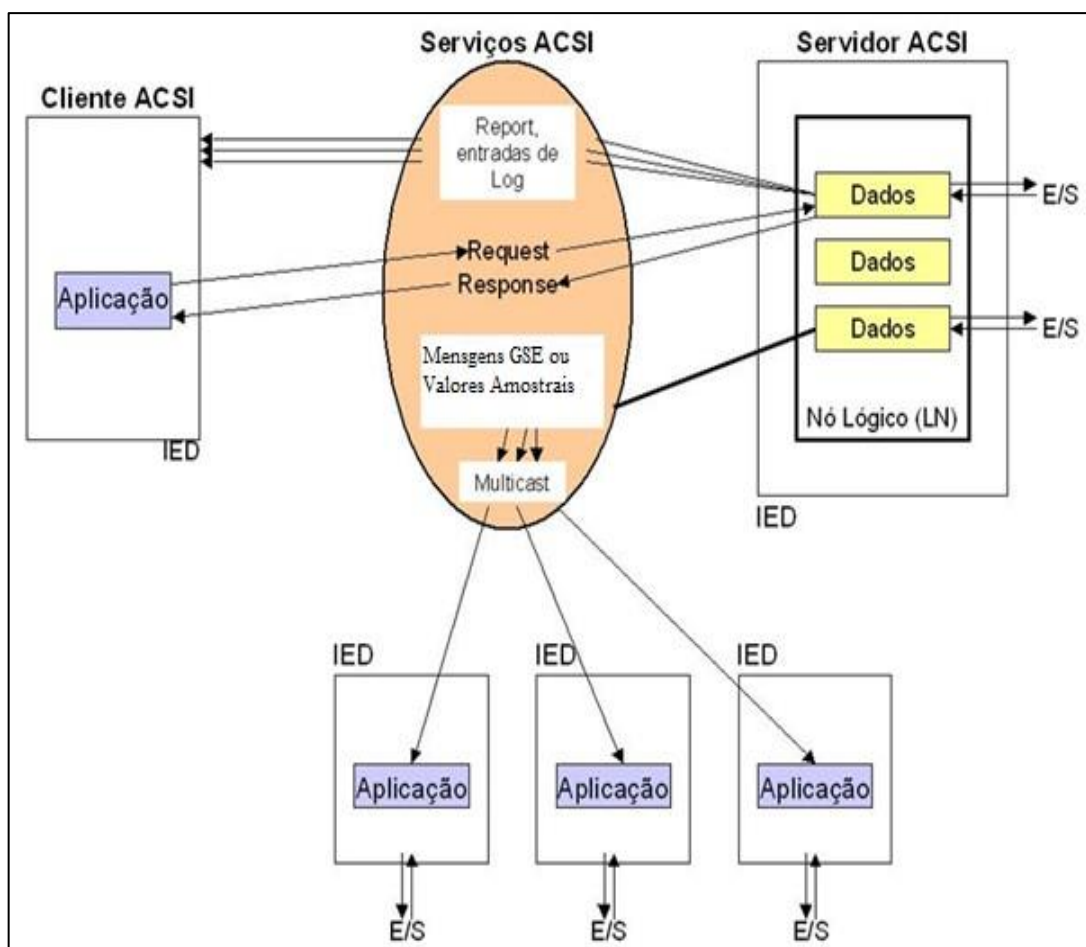 Serviços ACSI
Servidor ACSI
Cliente ACSI
Report,
entradas de
Log
Request
Response
Aplicação
IED
Mensgens GSE ou
Valores Amostrais
Multicast
Dados
E/S
Dados
Dados
E/S
Nó Lógico (LN)
IED
IED
IED
IED
Aplicação
Aplicação
Aplicação
E/S
E/S
E/S